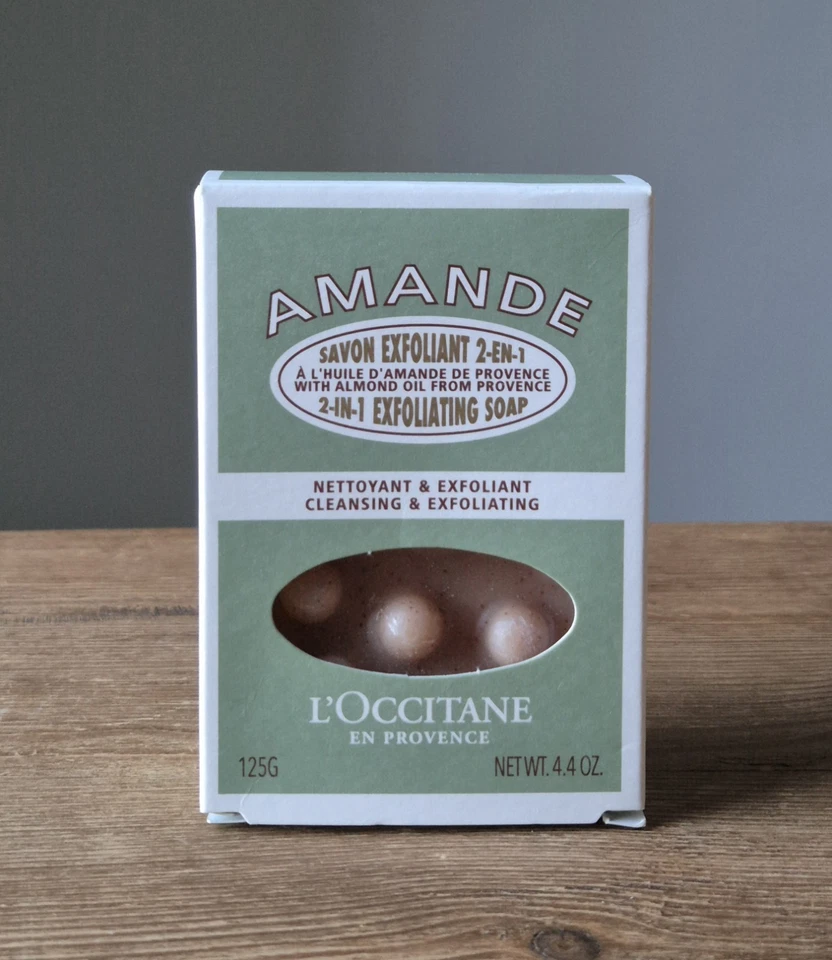 AMANDE
SAVON EXFOLIANT 2-EN-1
À L'HUILE D'AMANDE DE PROVENCE
WITH ALMOND OIL FROM PROVENCE
2-IN-1 EXFOLIATING SOAP
NETTOYANT & EXFOLIANT
CLEANSING & EXFOLIATING
L'OCCITANE
EN PROVENCE
125G
NET WT. 4.4 OZ.